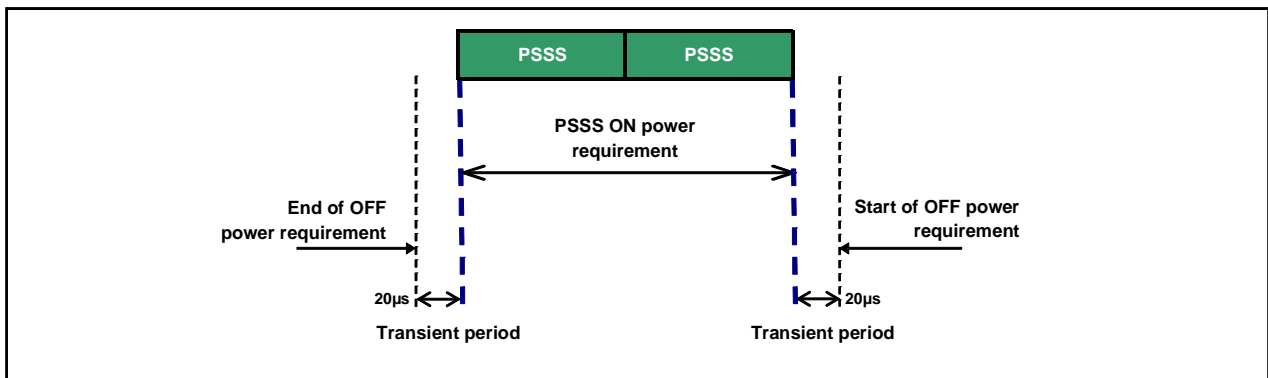 PSSS PSSS
PSSS ON power
requirement
End of OFF
power requirement
Start of OFF power
requirement
20µs
20µs
Transient period
Transient period